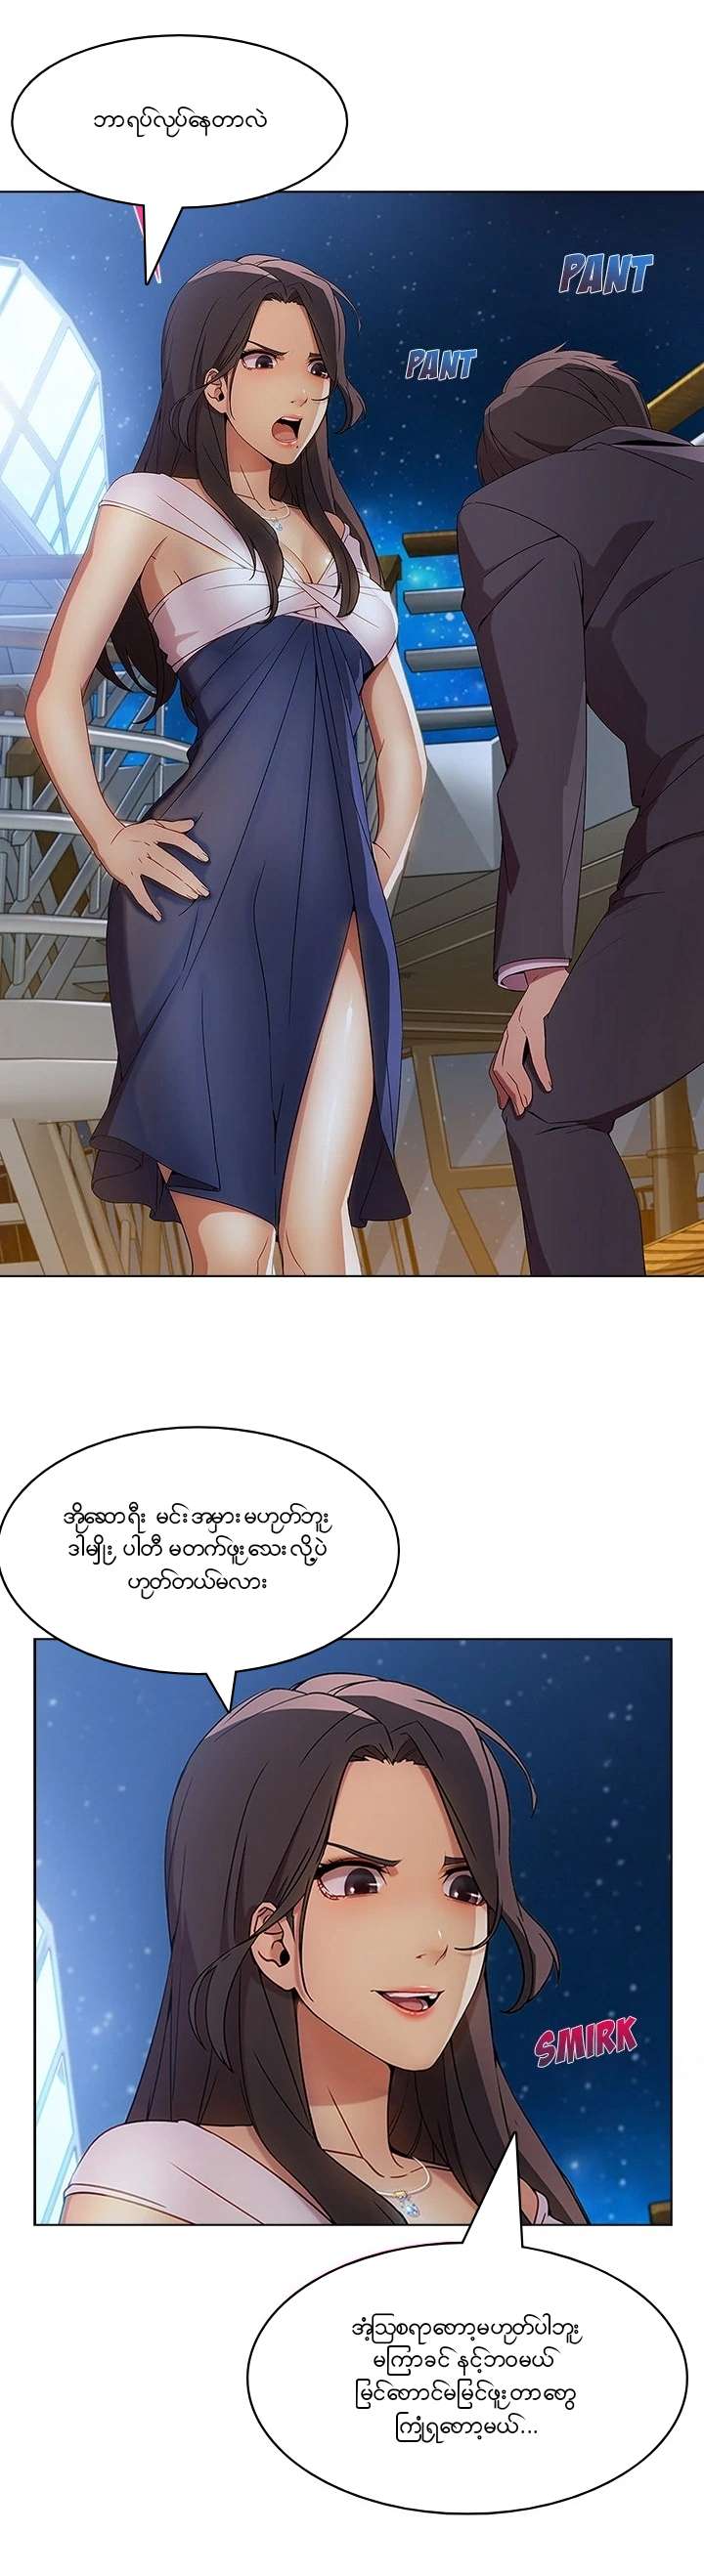 ဘာရပ်လုပ်နေတာလဲ
PANT
PANT
အိုဆောရီး မင်းအမှားမဟုတ်ဘူး
ဒါမျိုး ပါတီ မတက်ဖူးသေးလို့ပဲ
ဟုတ်တယ်မလား
SMIRK
အံ့ဩစရာတော့မဟုတ်ပါဘူး
မကြာခင် နင့်ဘဝမယ်
မြင်တောင်မမြင်ဖူးတာတွေ
ကြုံရတော့မယ်...